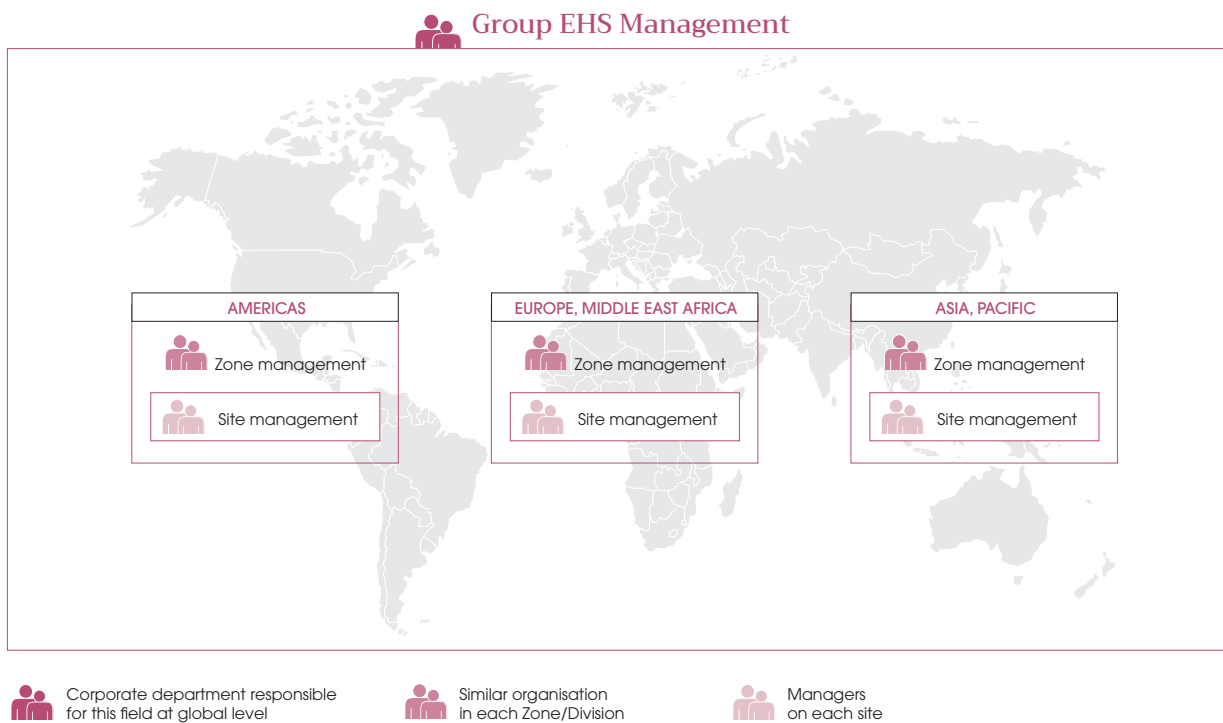 Group EHS Management
AMERICAS
Zone management
Site management
EUROPE, MIDDLE EAST AFRICA
Zone management
Site management
ASIA, PACIFIC
Zone management
Site management
Corporate department responsible
for this field at global level
Similar organisation
in each Zone/Division
Managers
on each site